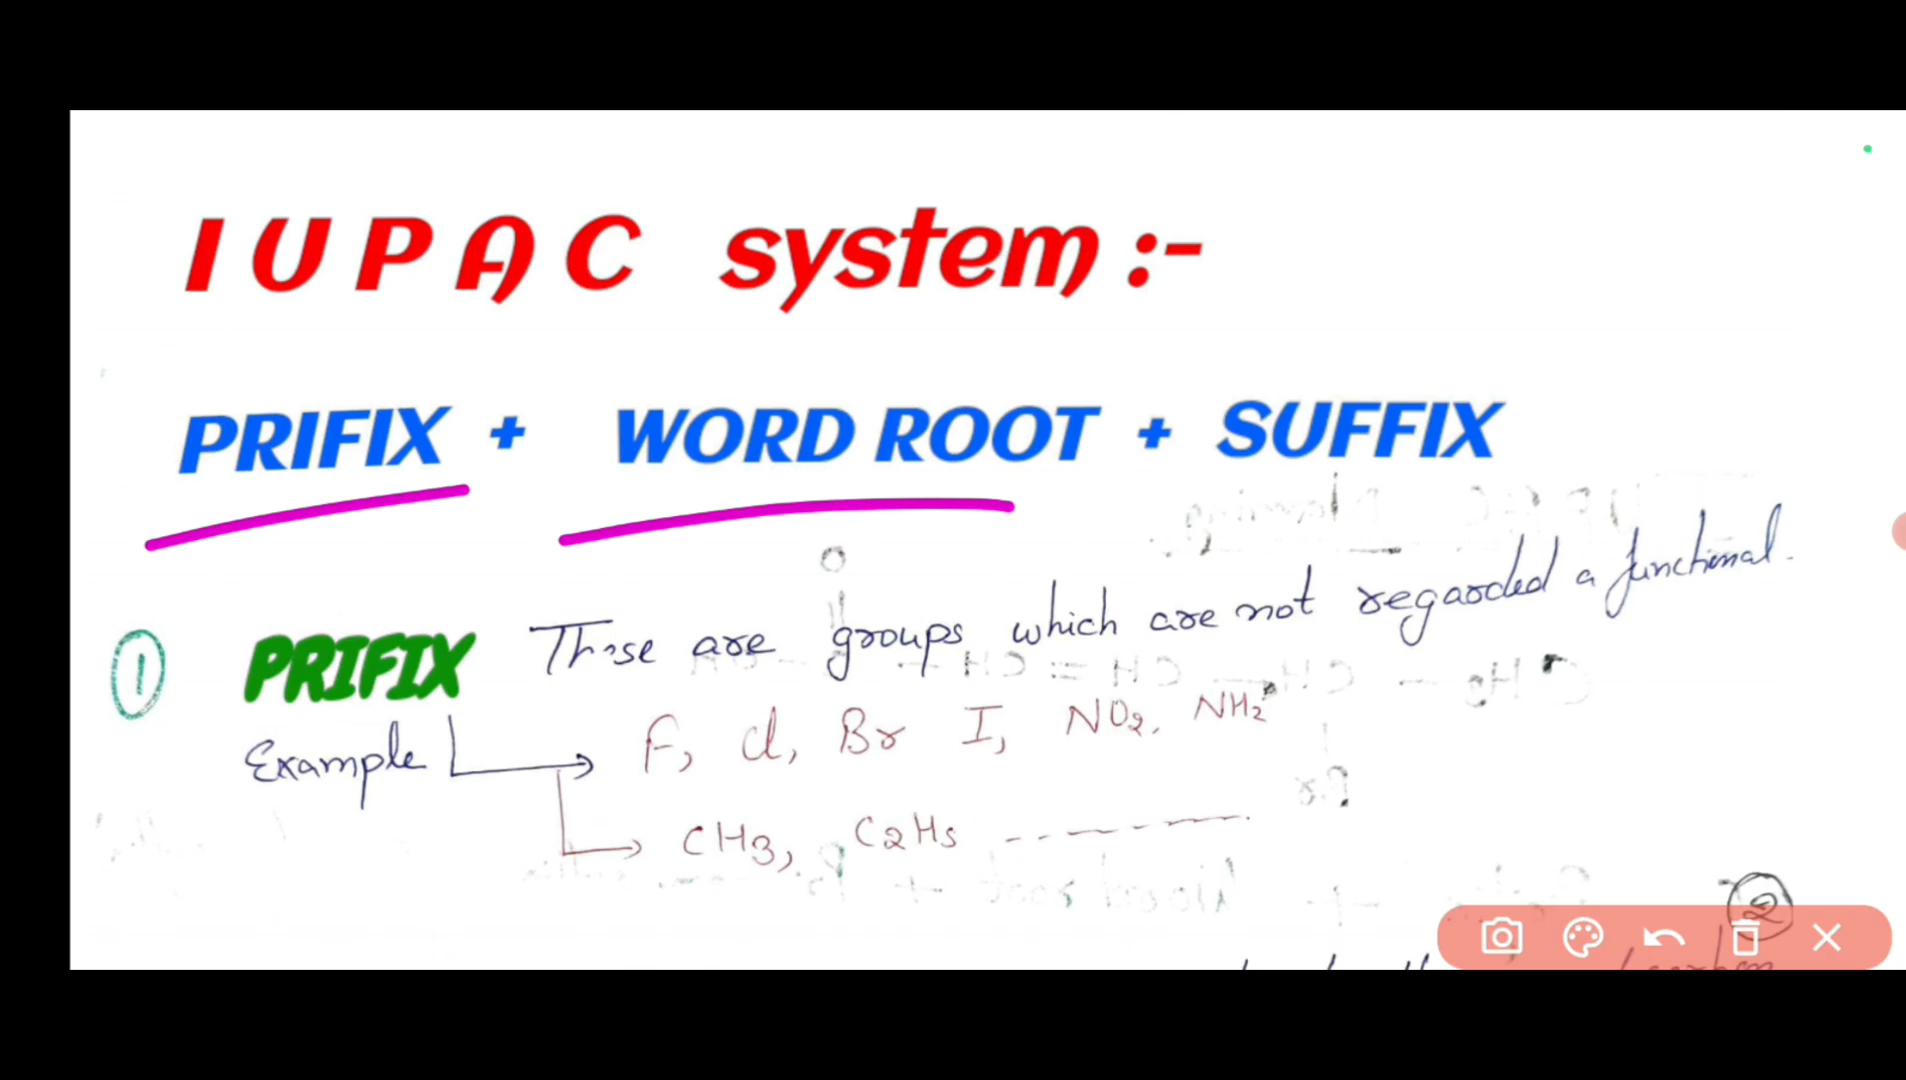 I U P A C system :-
PRIFIX + WORD ROOT + SUFFIX
① PRIFIX These are groups which are not regarded a functional.
Example → F, Cl, Br I, NO2, NH2
→ CH3, C2H5 ----------
②